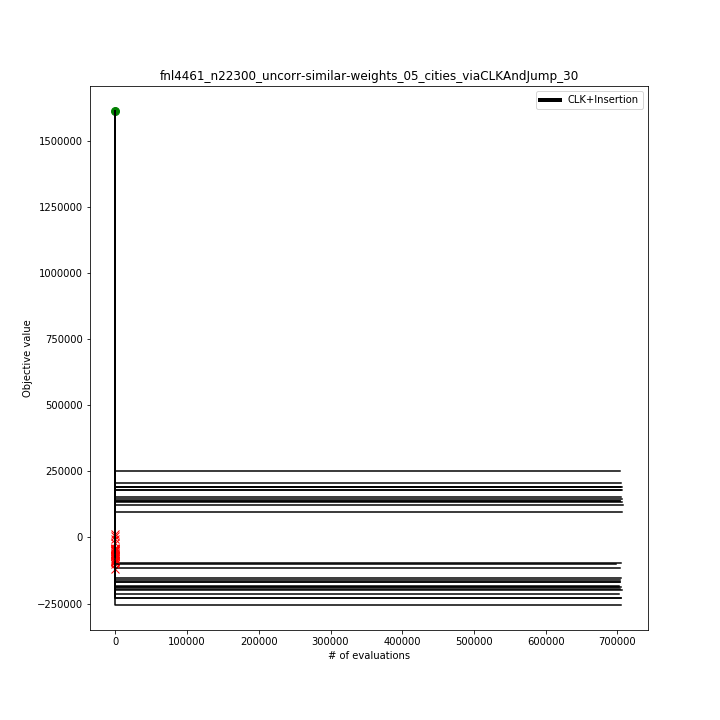 fnl4461_n22300_uncorr-similar-weights_05_cities_viaCLKAndJump_30
CLK+Insertion
1500000
1250000
1000000
750000
500000
250000
0
−250000
Objective value
0 100000 200000 300000 400000 500000 600000 700000
# of evaluations